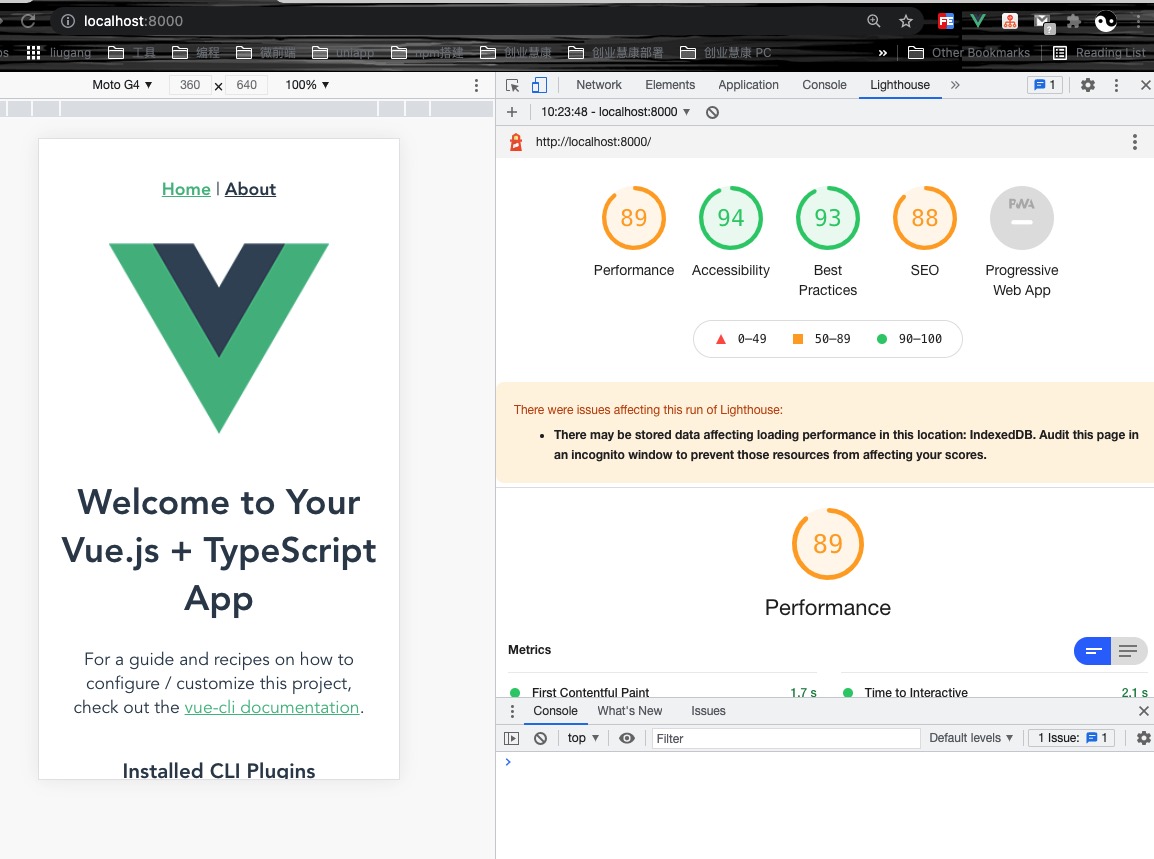 localhost:8000
liugang
工具
编程
微前端
uniapp
npm搭建
创业慧康
创业慧康部署
创业慧康 PC
»
Other Bookmarks
Reading List
Moto G4 ▼ 360 × 640 100% ▼
Network Elements Application Console Lighthouse » 1
+ 10:23:48 - localhost:8000 ▼
http://localhost:8000/
Home | About
Welcome to Your
Vue.js + TypeScript
App
For a guide and recipes on how to
configure / customize this project,
check out the vue-cli documentation.
Installed CLI Plugins
89 94 93 88 PWA
Performance Accessibility Best Practices SEO Progressive Web App
0–49 50–89 90–100
There were issues affecting this run of Lighthouse:
• There may be stored data affecting loading performance in this location: IndexedDB. Audit this page in
an incognito window to prevent those resources from affecting your scores.
89
Performance
Metrics
First Contentful Paint 1.7 s Time to Interactive 2.1 s
Console What's New Issues
top ▼ Filter Default levels ▼ 1 Issue: 1